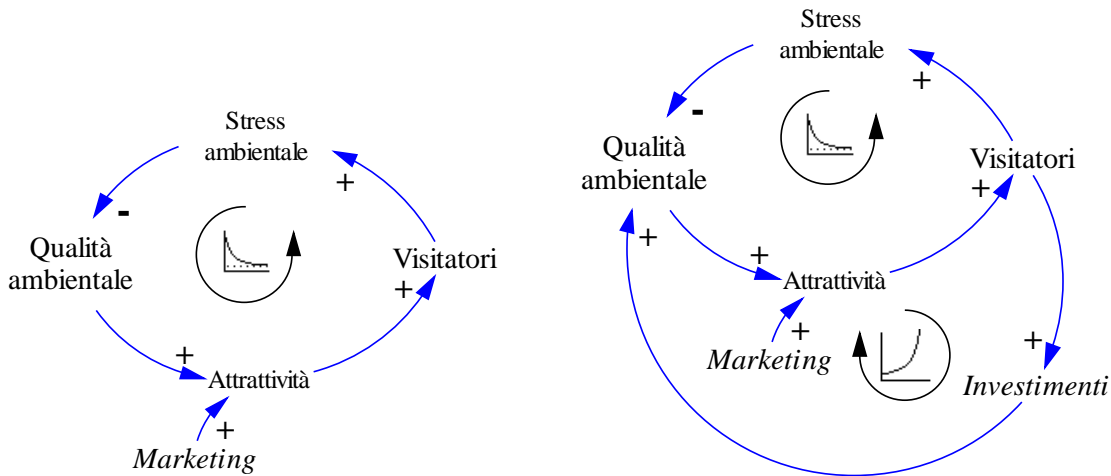 Stress
ambientale
+
-
Qualità
ambientale
Visitatori
+
+
Attrattività
+
Marketing
Stress
ambientale
+
-
Qualità
ambientale
Visitatori
+
+
+
Attrattività
+
Marketing
+
Investimenti